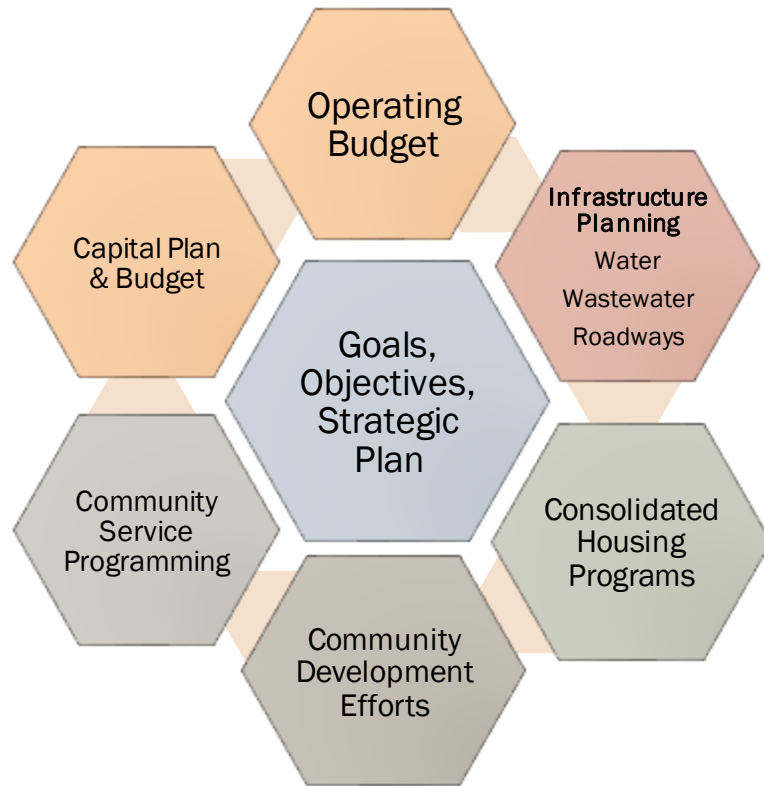 Operating
Budget
Infrastructure
Planning
Water
Wastewater
Roadways
Capital Plan
& Budget
Goals,
Objectives,
Strategic
Plan
Community
Service
Programming
Consolidated
Housing
Programs
Community
Development
Efforts